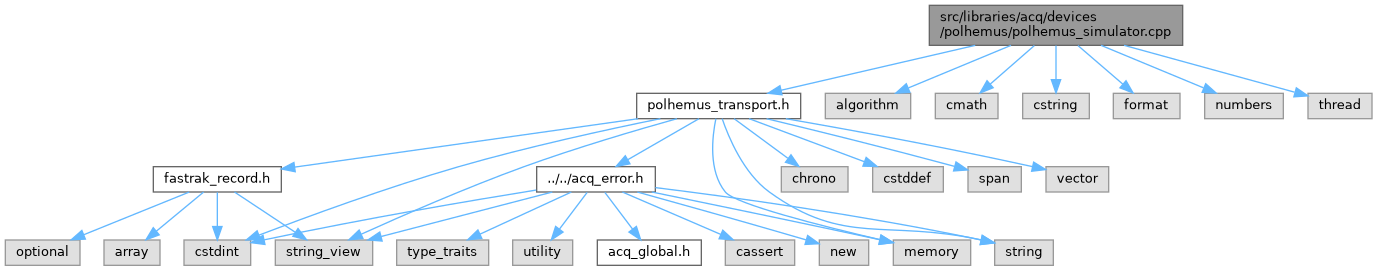 src/libraries/acq/devices
/polhemus/polhemus_simulator.cpp
polhemus_transport.h
algorithm
cmath
cstring
format
numbers
thread
fastrak_record.h
../../acq_error.h
chrono
cstddef
span
vector
optional
array
cstdint
string_view
type_traits
utility
acq_global.h
cassert
new
memory
string